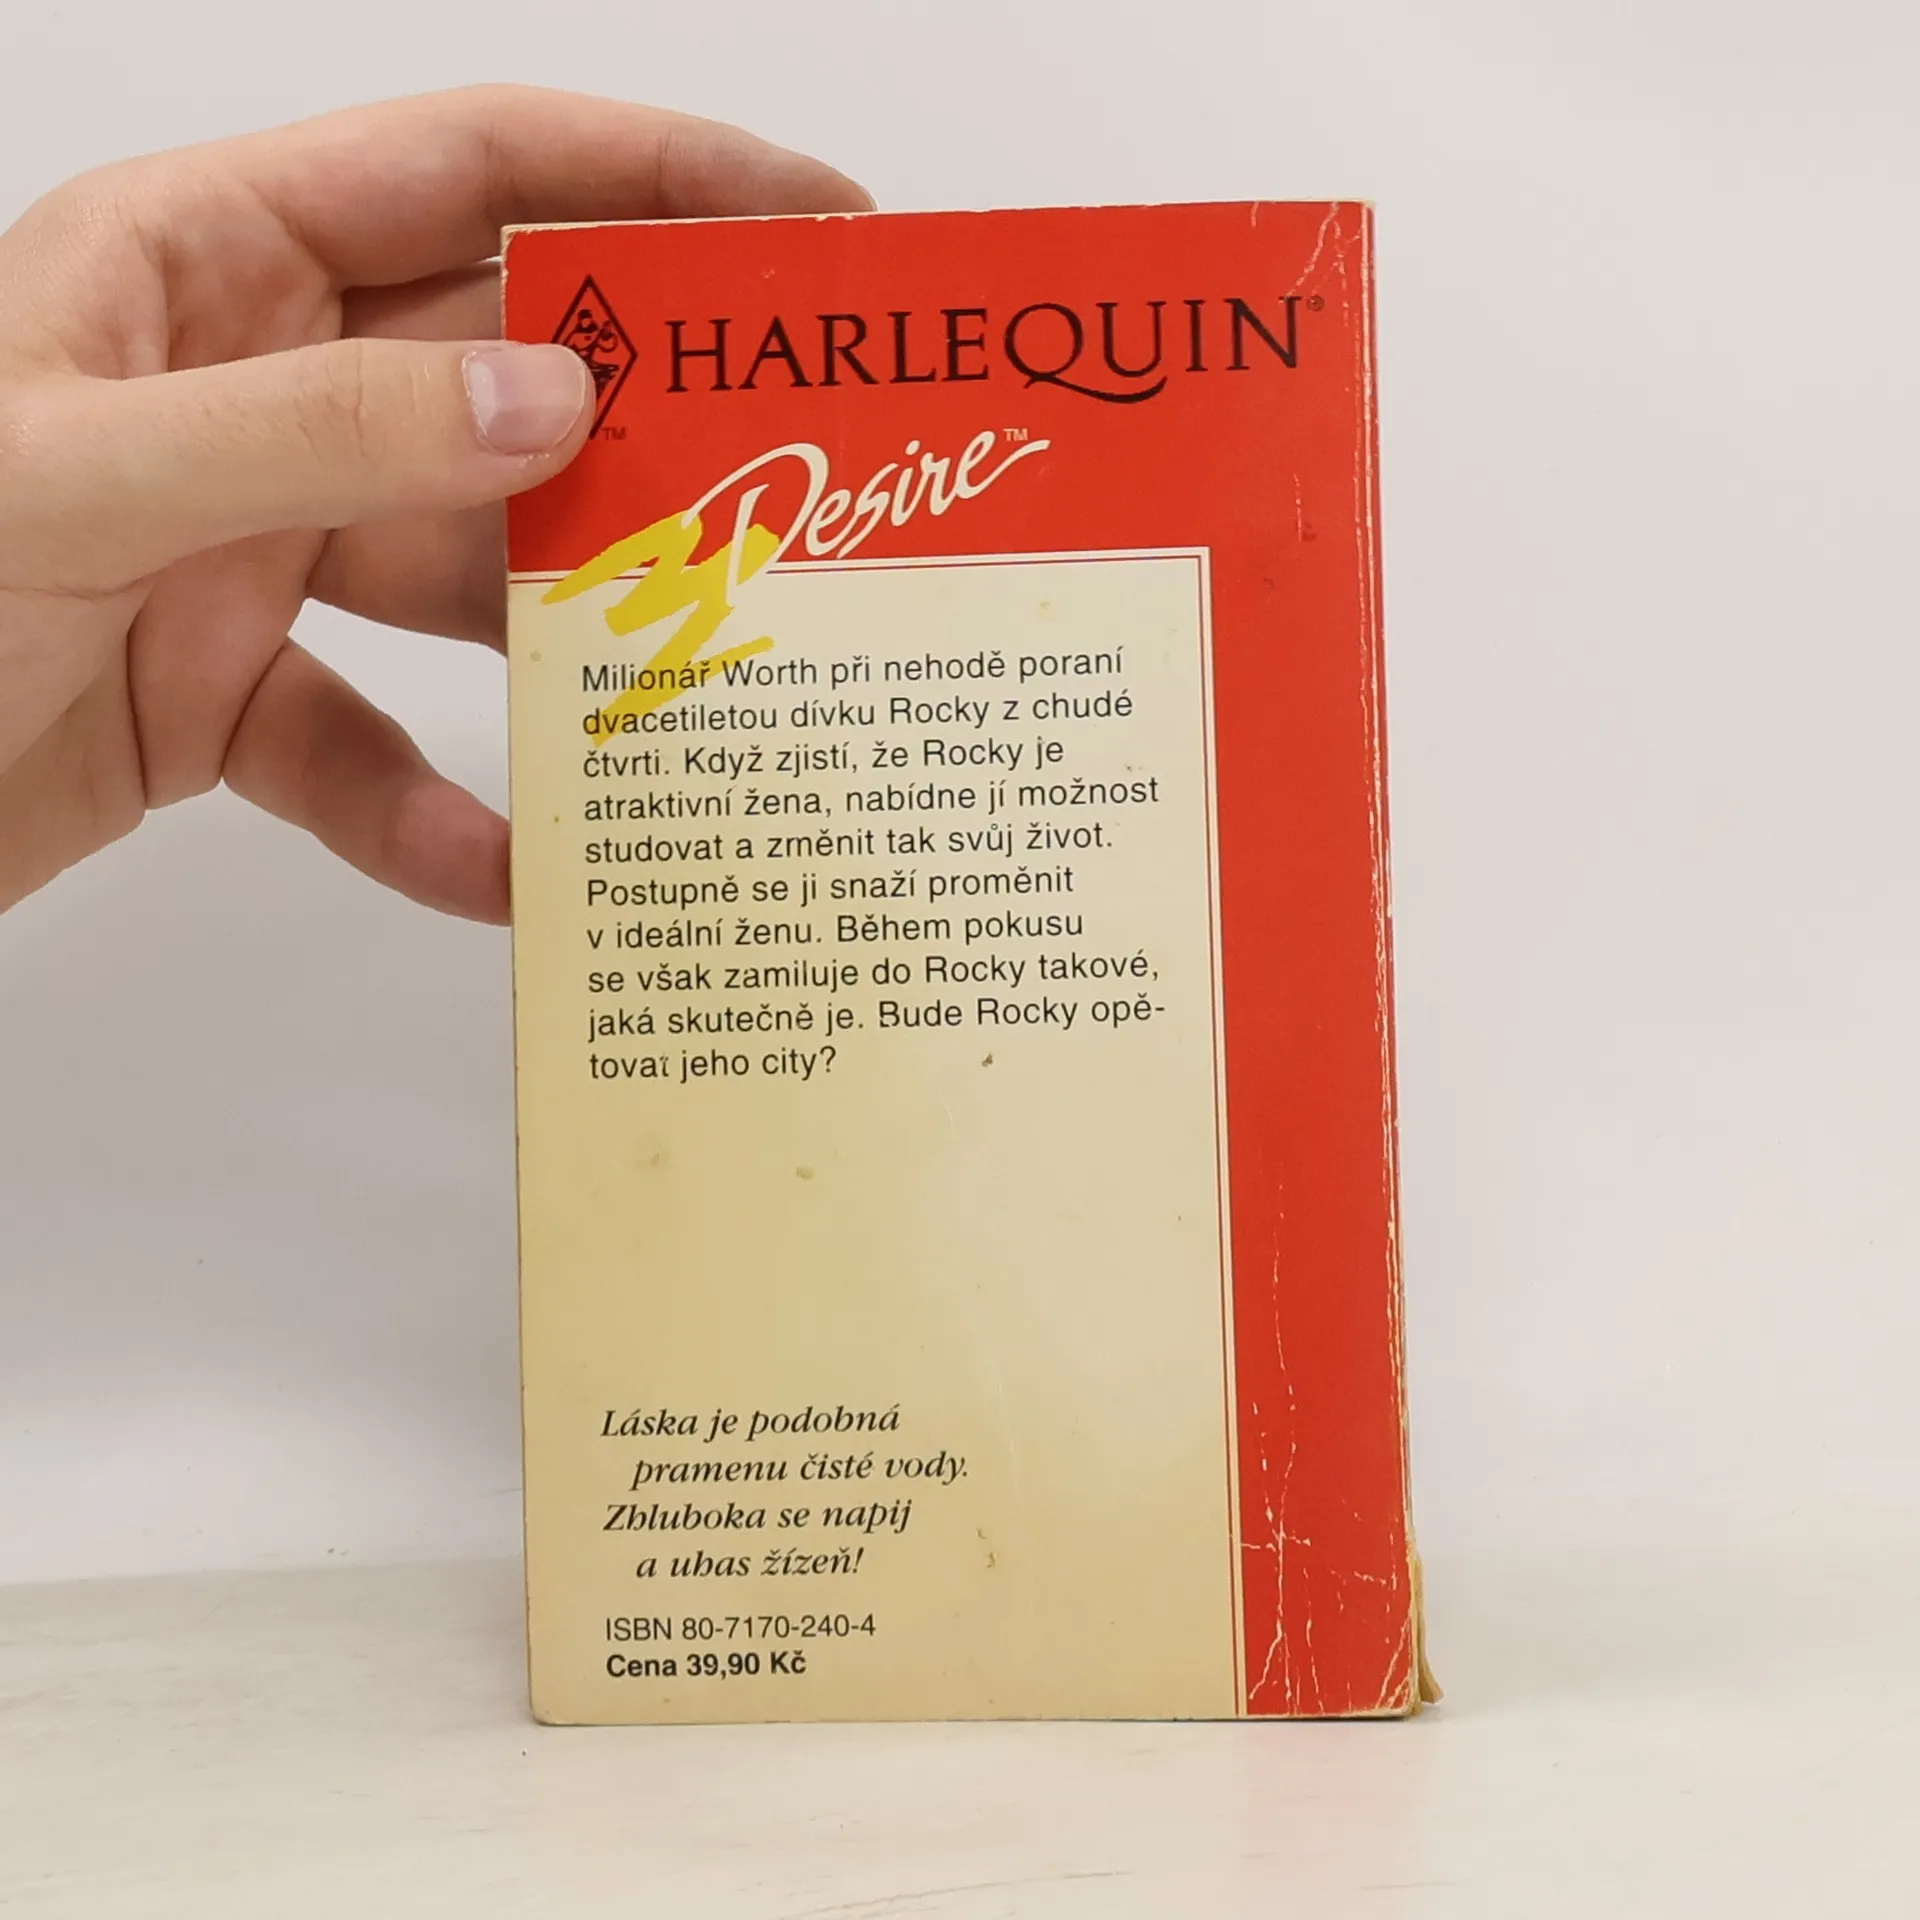 HARLEQUIN®
TM
Desire™
Milionář Worth při nehodě poraní
dvacetiletou dívku Rocky z chudé
čtvrti. Když zjistí, že Rocky je
atraktivní žena, nabídne jí možnost
studovat a změnit tak svůj život.
Postupně se ji snaží proměnit
v ideální ženu. Během pokusu
se však zamiluje do Rocky takové,
jaká skutečně je. Bude Rocky opě-
tovat jeho city?
Láska je podobná
pramenu čisté vody.
Zhluboka se napij
a uhas žízeň!
ISBN 80-7170-240-4
Cena 39,90 Kč